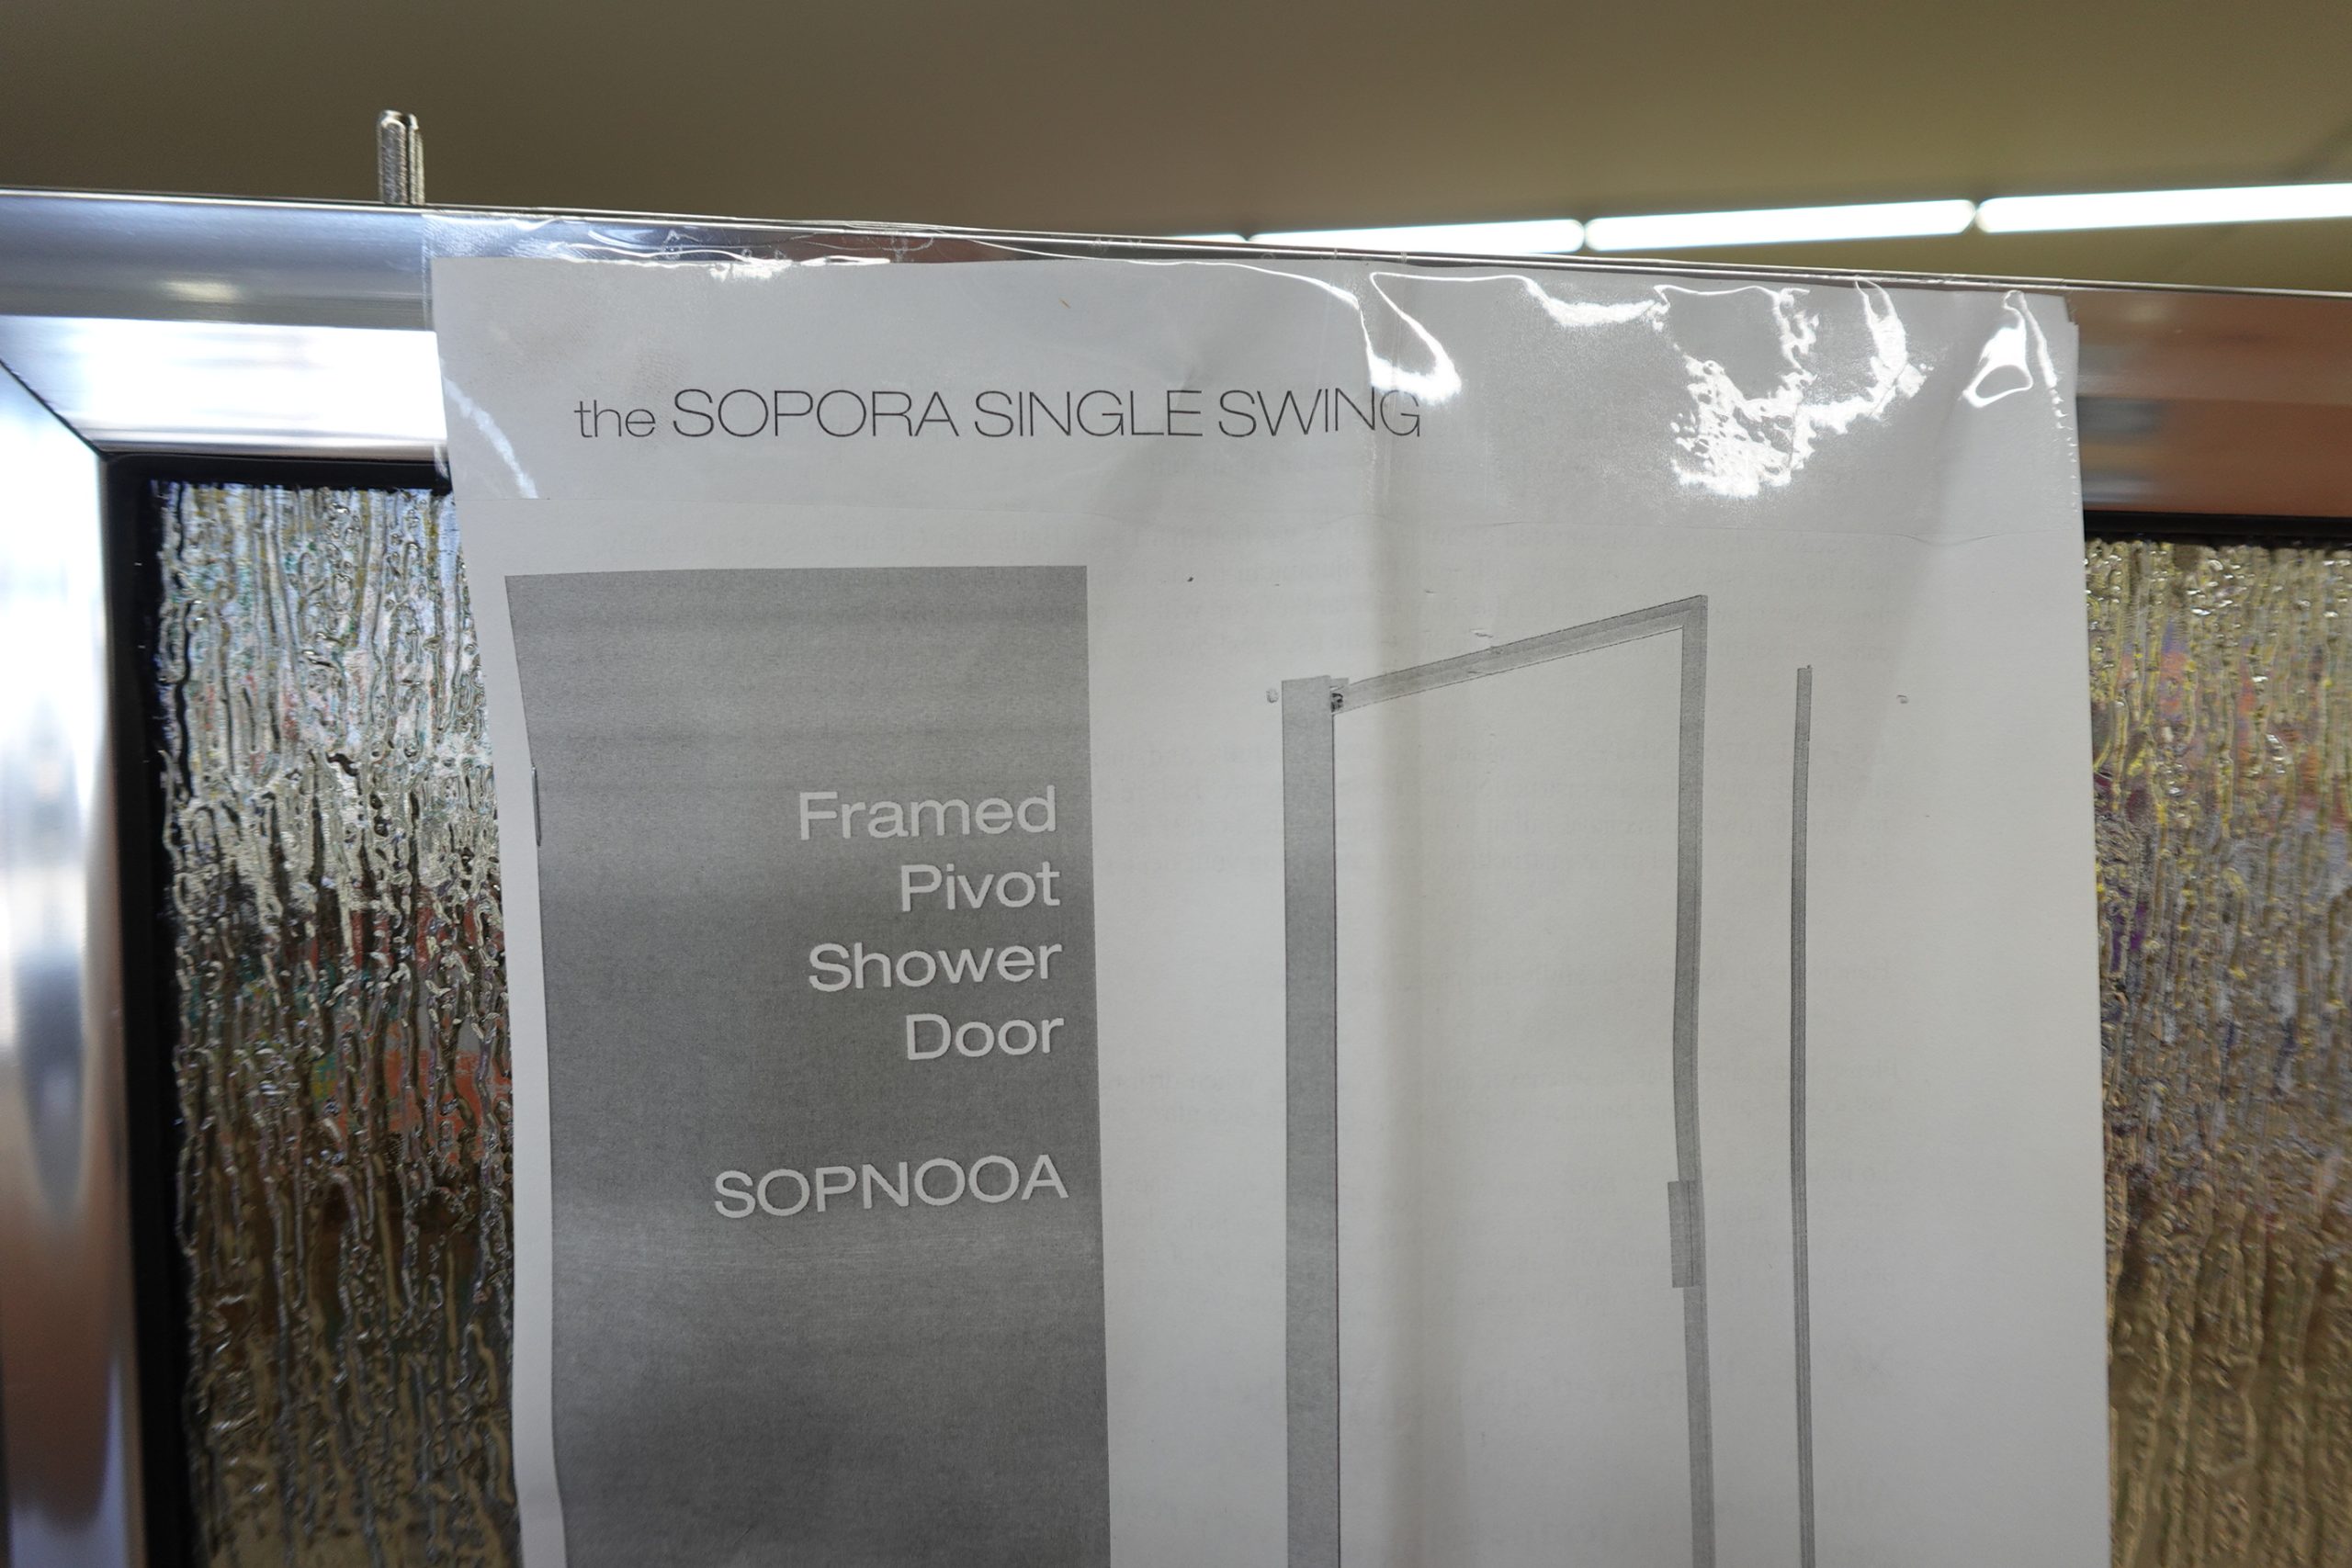 the SOPORA SINGLE SWING
Framed
Pivot
Shower
Door
SOPNOOA